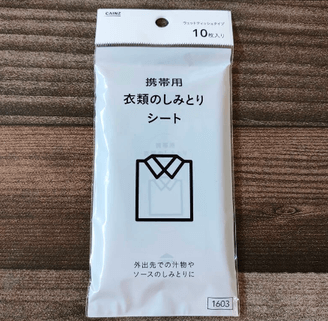 CAINZ
ウェットティッシュタイプ
10枚入り
携帯用
衣類のしみとり
シート
外出先での汁物や
ソースのしみとりに
1603